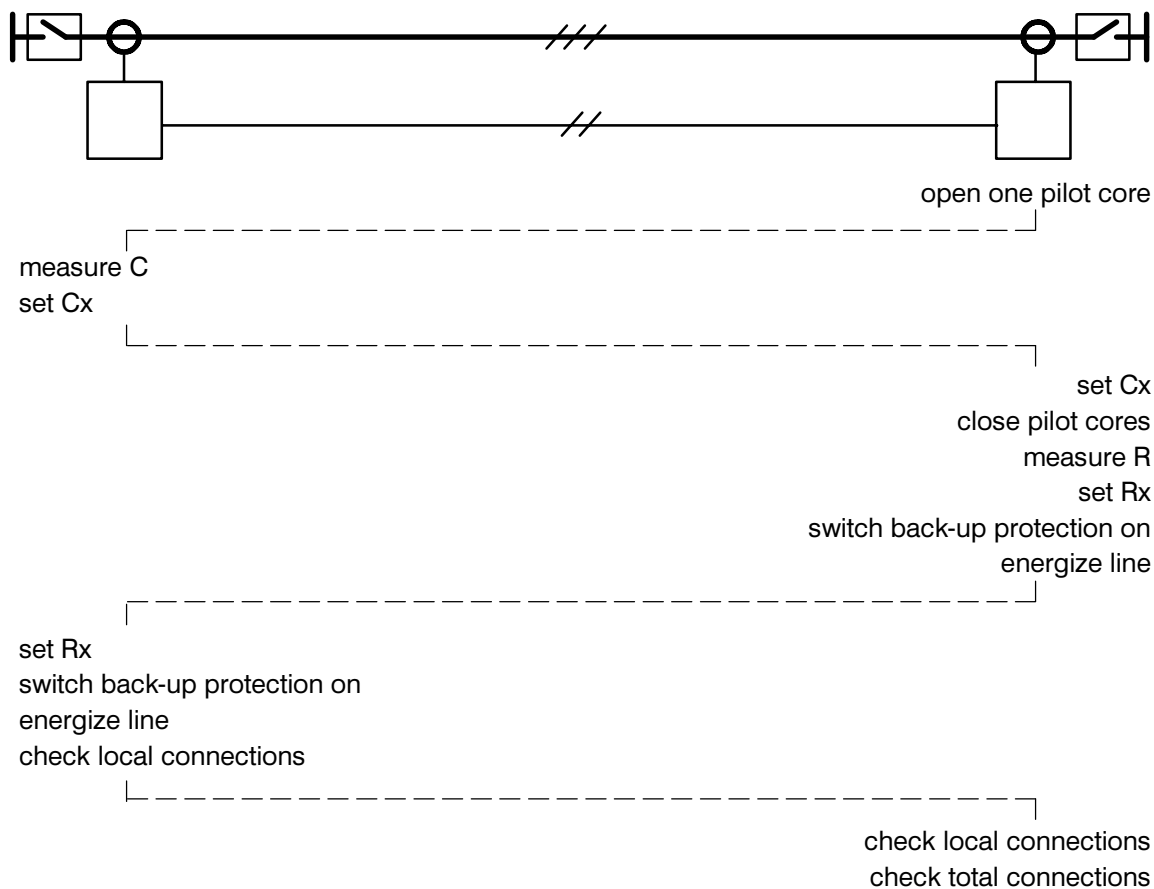 open one pilot core
measure C
set Cx
set Cx
close pilot cores
measure R
set Rx
switch back-up protection on
energize line
set Rx
switch back-up protection on
energize line
check local connections
check local connections
check total connections